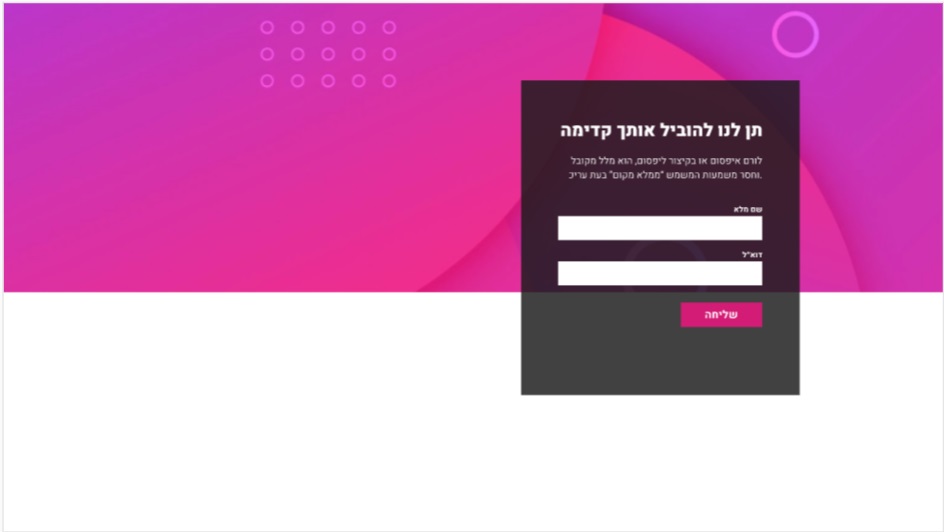 תן לנו להוביל אותך קדימה
לורם איפסום או בקיצור ליפסום, הוא מלל מקובל
וחסר משמעות המשמש "ממלא מקום" בעת עריכ.
שם מלא
דוא"ל
שליחה